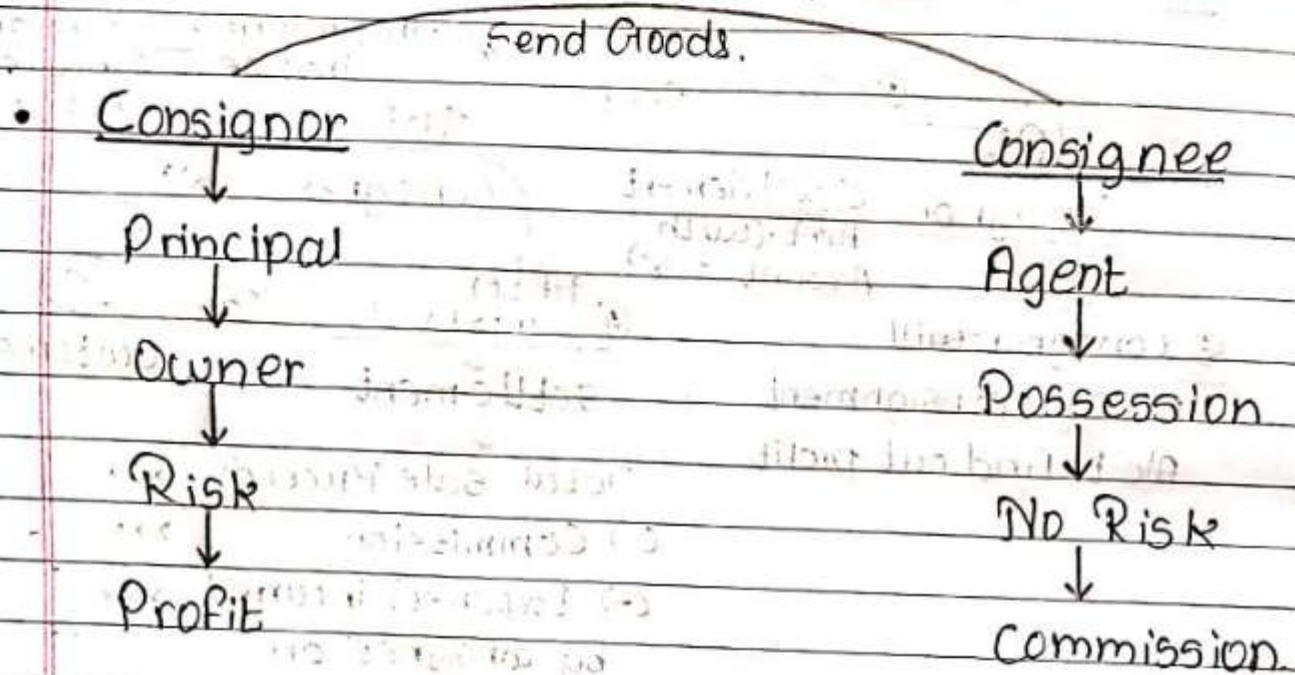 Send Goods.
• Consignor Consignee
Principal Agent
Owner Possession
Risk No Risk
Profit Commission.